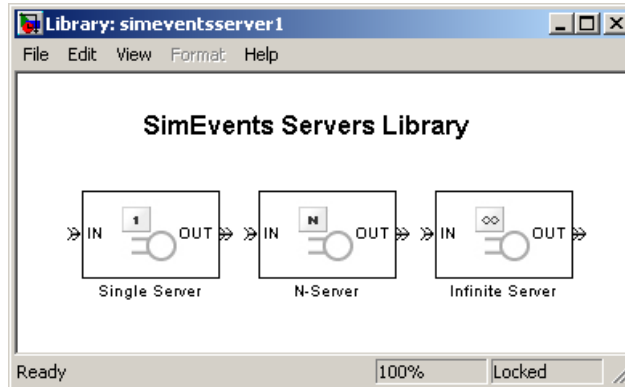 Library: simeventsserver1
File Edit View Format Help
SimEvents Servers Library
IN 1 OUT IN N OUT IN ∞ OUT
Single Server N-Server Infinite Server
Ready 100% Locked